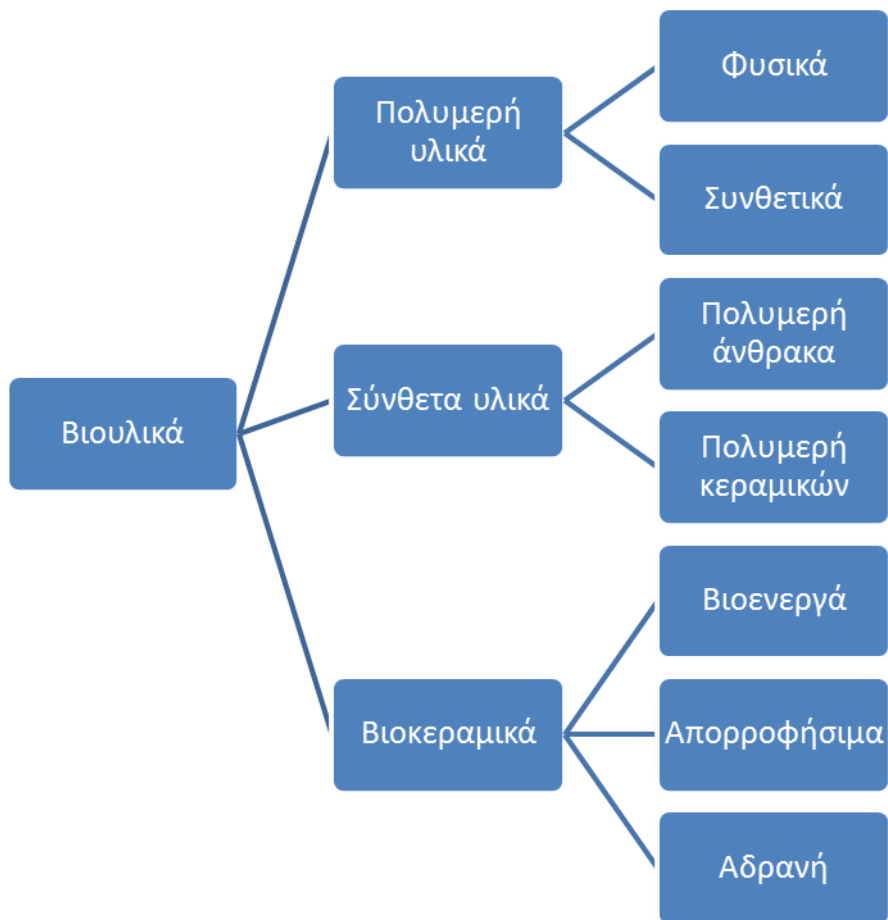 Βιουλικά
Πολυμερή
υλικά
Φυσικά
Συνθετικά
Σύνθετα υλικά
Πολυμερή
άνθρακα
Πολυμερή
κεραμικών
Βιοκεραμικά
Βιοενεργά
Απορροφήσιμα
Αδρανή